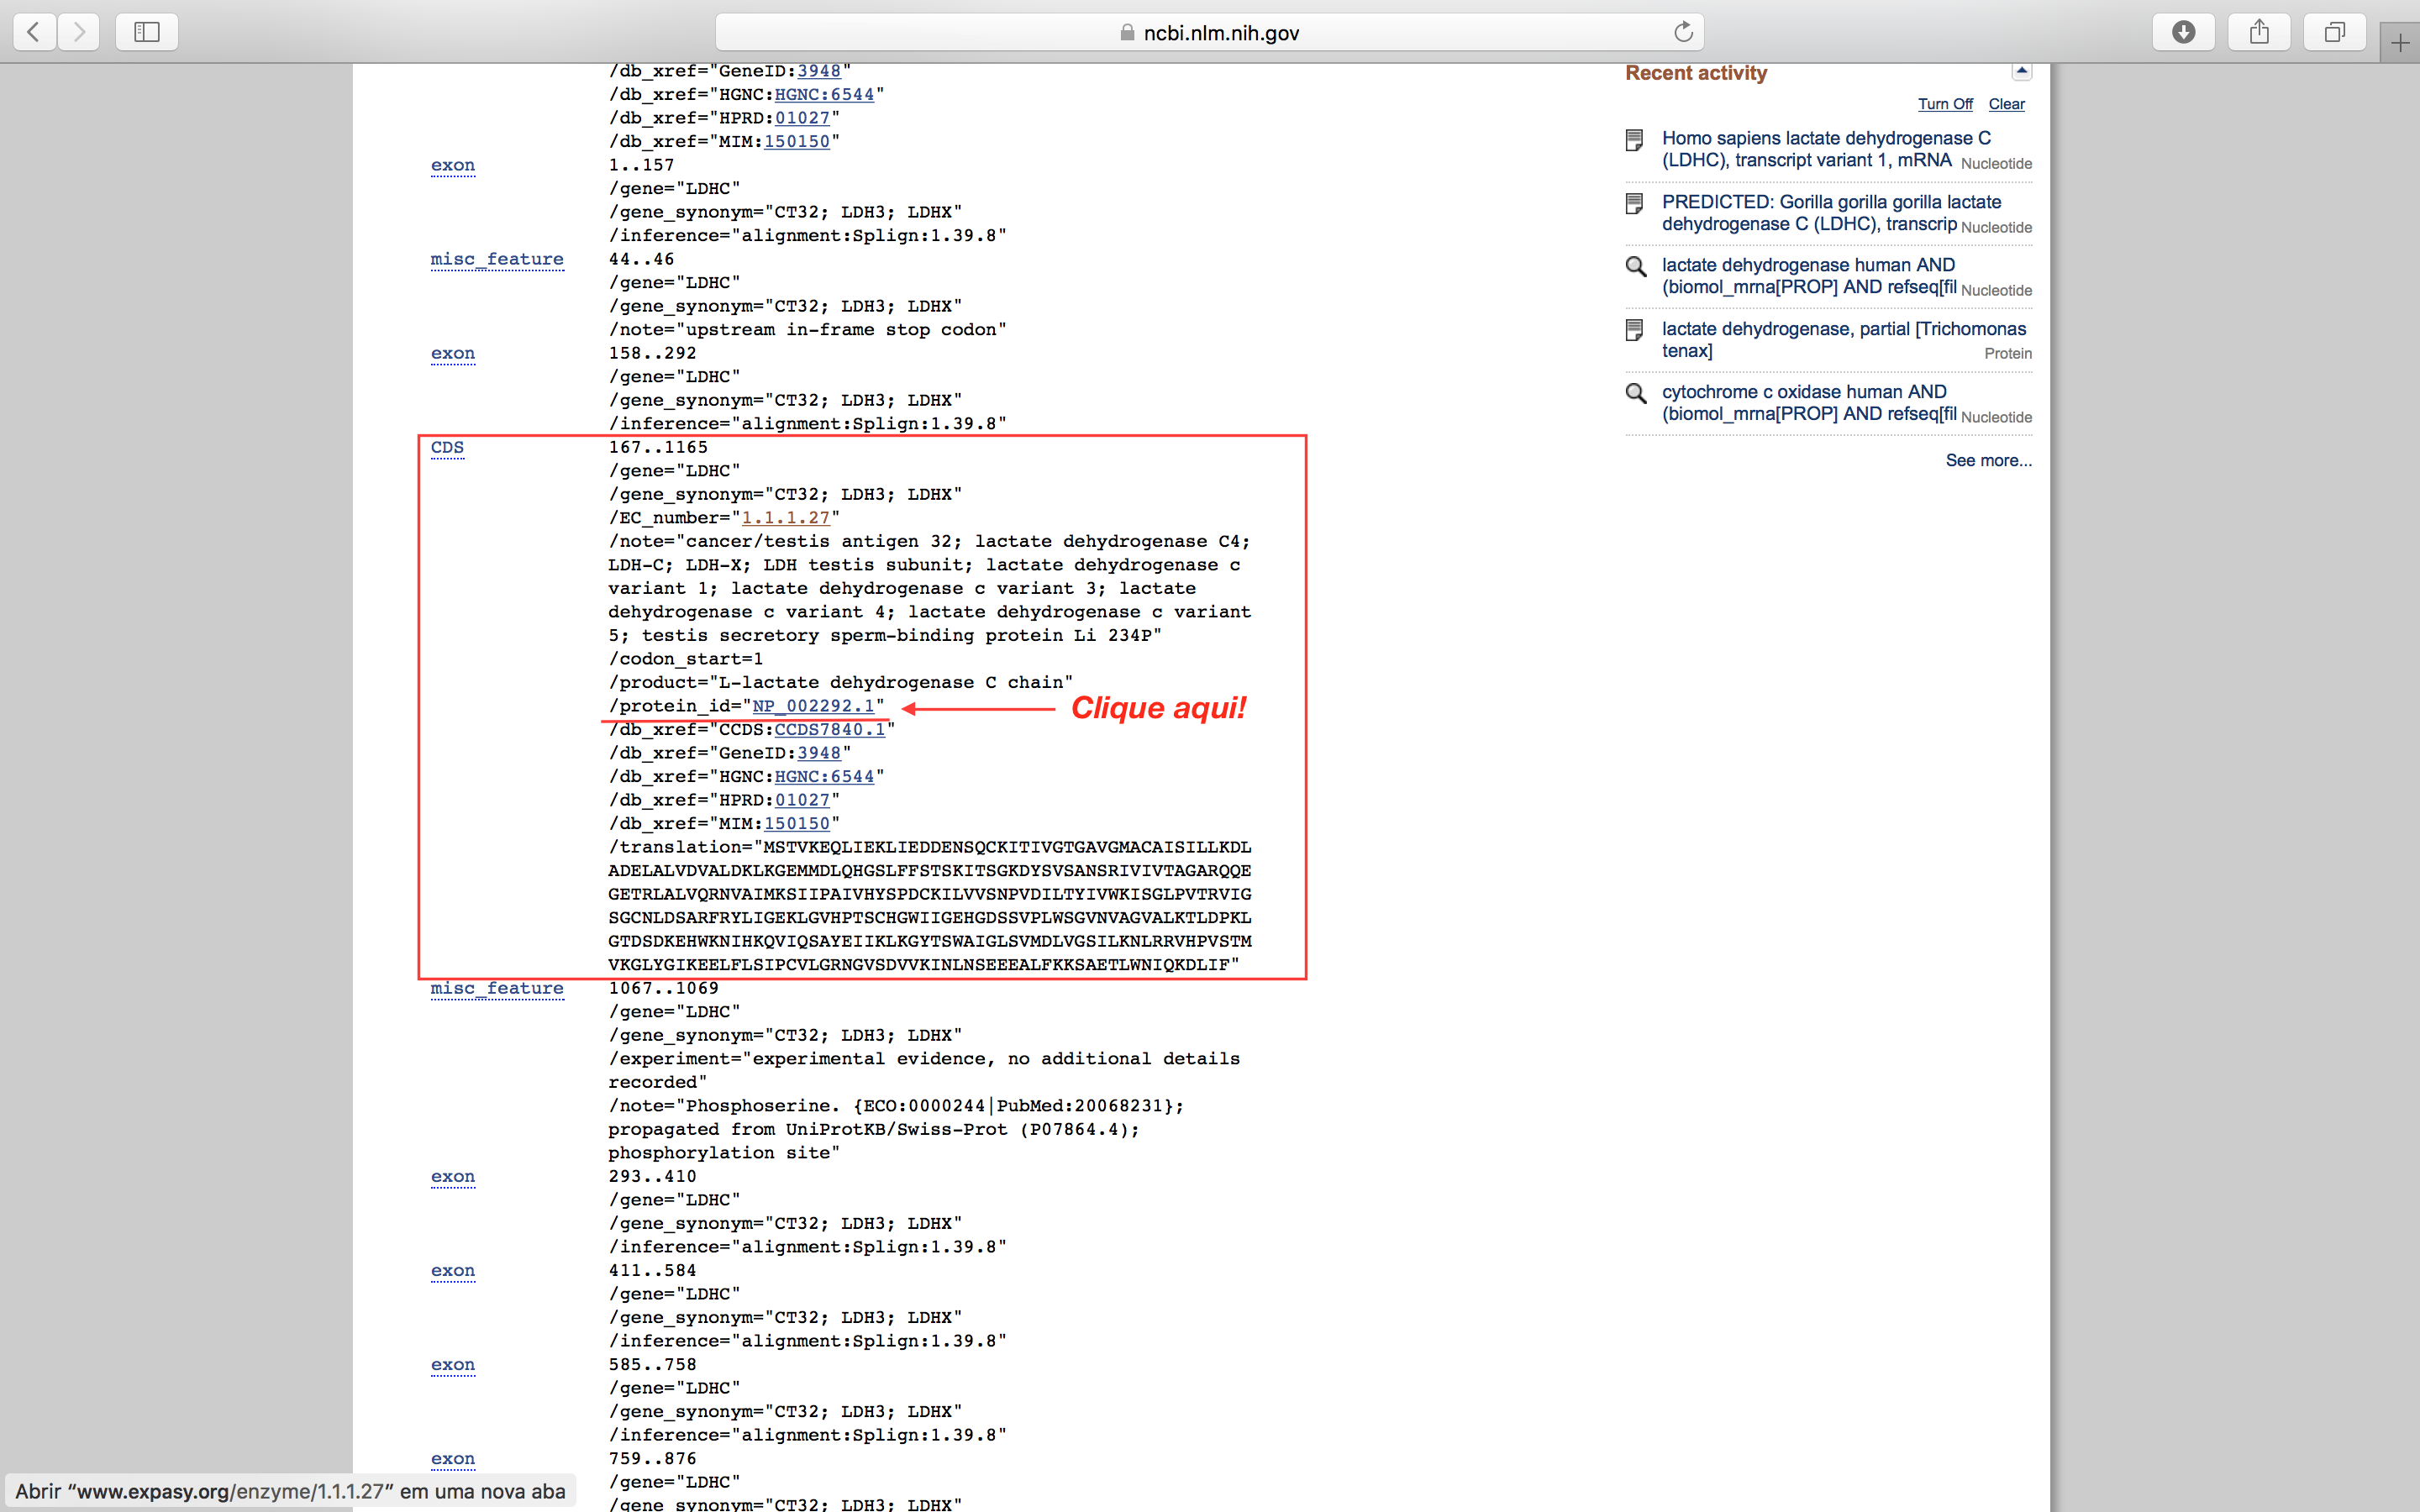 ncbi.nlm.nih.gov
/db_xref="GeneID:3948"
/db_xref="HGNC:HGNC:6544"
/db_xref="HPRD:01027"
/db_xref="MIM:150150"
exon 1..157
/gene="LDHC"
/gene_synonym="CT32; LDH3; LDHX"
/inference="alignment:Splign:1.39.8"
misc_feature 44..46
/gene="LDHC"
/gene_synonym="CT32; LDH3; LDHX"
/note="upstream in-frame stop codon"
exon 158..292
/gene="LDHC"
/gene_synonym="CT32; LDH3; LDHX"
/inference="alignment:Splign:1.39.8"
CDS 167..1165
/gene="LDHC"
/gene_synonym="CT32; LDH3; LDHX"
/EC_number="1.1.1.27"
/note="cancer/testis antigen 32; lactate dehydrogenase C4;
LDH-C; LDH-X; LDH testis subunit; lactate dehydrogenase c
variant 1; lactate dehydrogenase c variant 3; lactate
dehydrogenase c variant 4; lactate dehydrogenase c variant
5; testis secretory sperm-binding protein Li 234P"
/codon_start=1
/product="L-lactate dehydrogenase C chain"
/protein_id="NP_002292.1" Clique aqui!
/db_xref="CCDS:CCDS7840.1"
/db_xref="GeneID:3948"
/db_xref="HGNC:HGNC:6544"
/db_xref="HPRD:01027"
/db_xref="MIM:150150"
/translation="MSTVKEQLIEKLIEDDENSQCKITIVGTGAVGMACAISILLKDL
ADELALVDVALDKLKGEMMDLQHGSLFFSTSKITSGKDYSVSANSRIVIVTAGARQQE
GETRLALVQRNVAIMKSIIPAIVHYSPDCKILVVSNPVDILTYIVWKISGLPVTRVIG
SGCNLDSARFRYLIGEKLGVHPTSCHGWIIGEHGDSSVPLWSGVNVAGVALKTLDPKL
GTDSDKEHWKNIHKQVIQSAYEIIKLKGYTSWAIGLSVMDLVGSILKNLRRVHPVSTM
VKGLYGIKEELFLSIPCVLGRNGVSDVVKINLNSEEEALFKKSAETLWNIQKDLIF"
misc_feature 1067..1069
/gene="LDHC"
/gene_synonym="CT32; LDH3; LDHX"
/experiment="experimental evidence, no additional details
recorded"
/note="Phosphoserine. {ECO:0000244|PubMed:20068231};
propagated from UniProtKB/Swiss-Prot (P07864.4);
phosphorylation site"
exon 293..410
/gene="LDHC"
/gene_synonym="CT32; LDH3; LDHX"
/inference="alignment:Splign:1.39.8"
exon 411..584
/gene="LDHC"
/gene_synonym="CT32; LDH3; LDHX"
/inference="alignment:Splign:1.39.8"
exon 585..758
/gene="LDHC"
/gene_synonym="CT32; LDH3; LDHX"
/inference="alignment:Splign:1.39.8"
exon 759..876
/gene="LDHC"
/gene_synonym="CT32; LDH3; LDHX"
Recent activity
Turn Off Clear
Homo sapiens lactate dehydrogenase C
(LDHC), transcript variant 1, mRNA Nucleotide
PREDICTED: Gorilla gorilla gorilla lactate
dehydrogenase C (LDHC), transcrip Nucleotide
lactate dehydrogenase human AND
(biomol_mrna[PROP] AND refseq[fil Nucleotide
lactate dehydrogenase, partial [Trichomonas
tenax] Protein
cytochrome c oxidase human AND
(biomol_mrna[PROP] AND refseq[fil Nucleotide
See more...
Abrir “www.expasy.org/enzyme/1.1.1.27” em uma nova aba